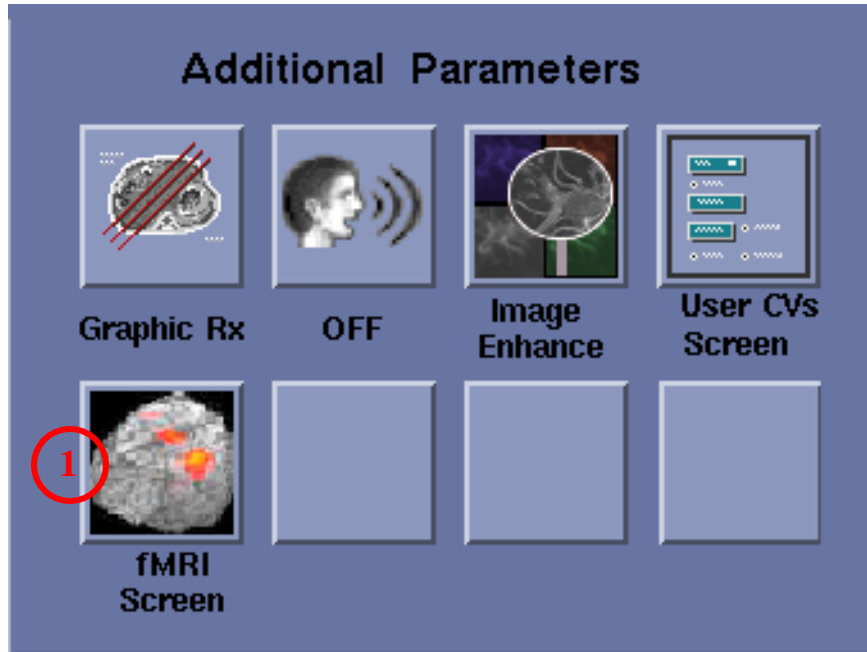 Additional Parameters
Graphic Rx
OFF
Image
Enhance
User CVs
Screen
1
fMRI
Screen